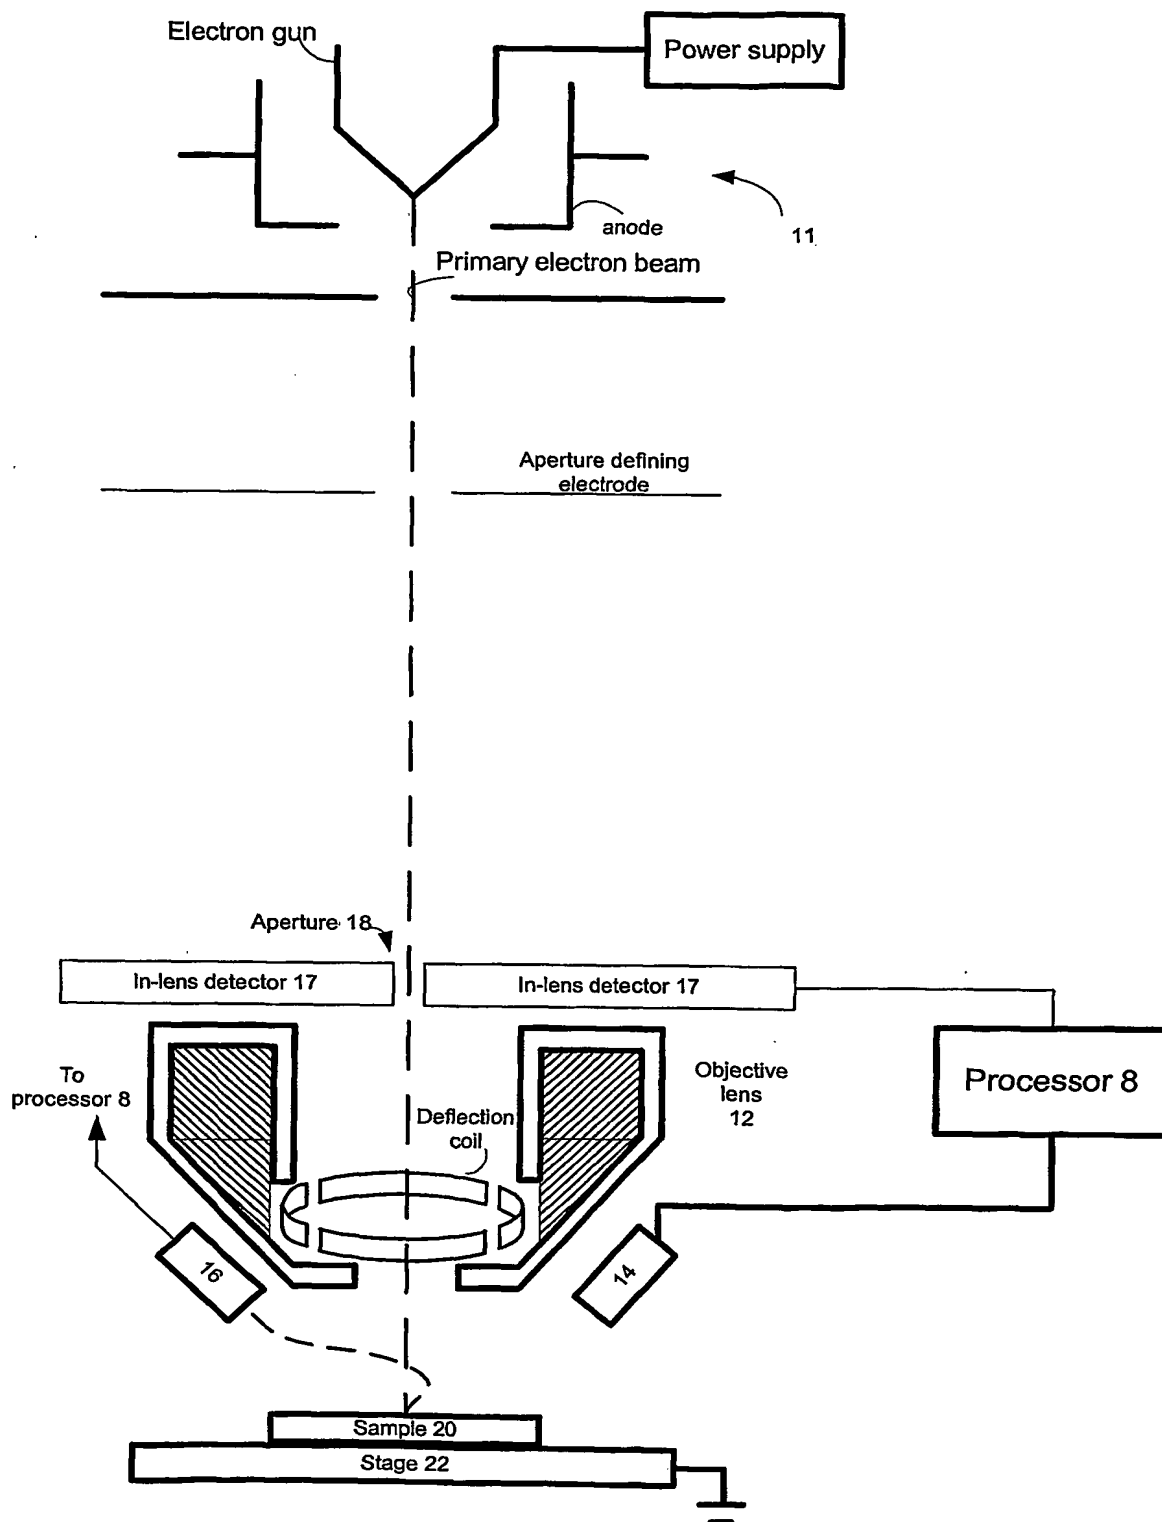 Electron gun
Power supply
anode
11
Primary electron beam
Aperture defining
electrode
Aperture 18
In-lens detector 17
In-lens detector 17
To
processor 8
Objective
lens
12
Processor 8
Deflection
coil
16
14
Sample 20
Stage 22